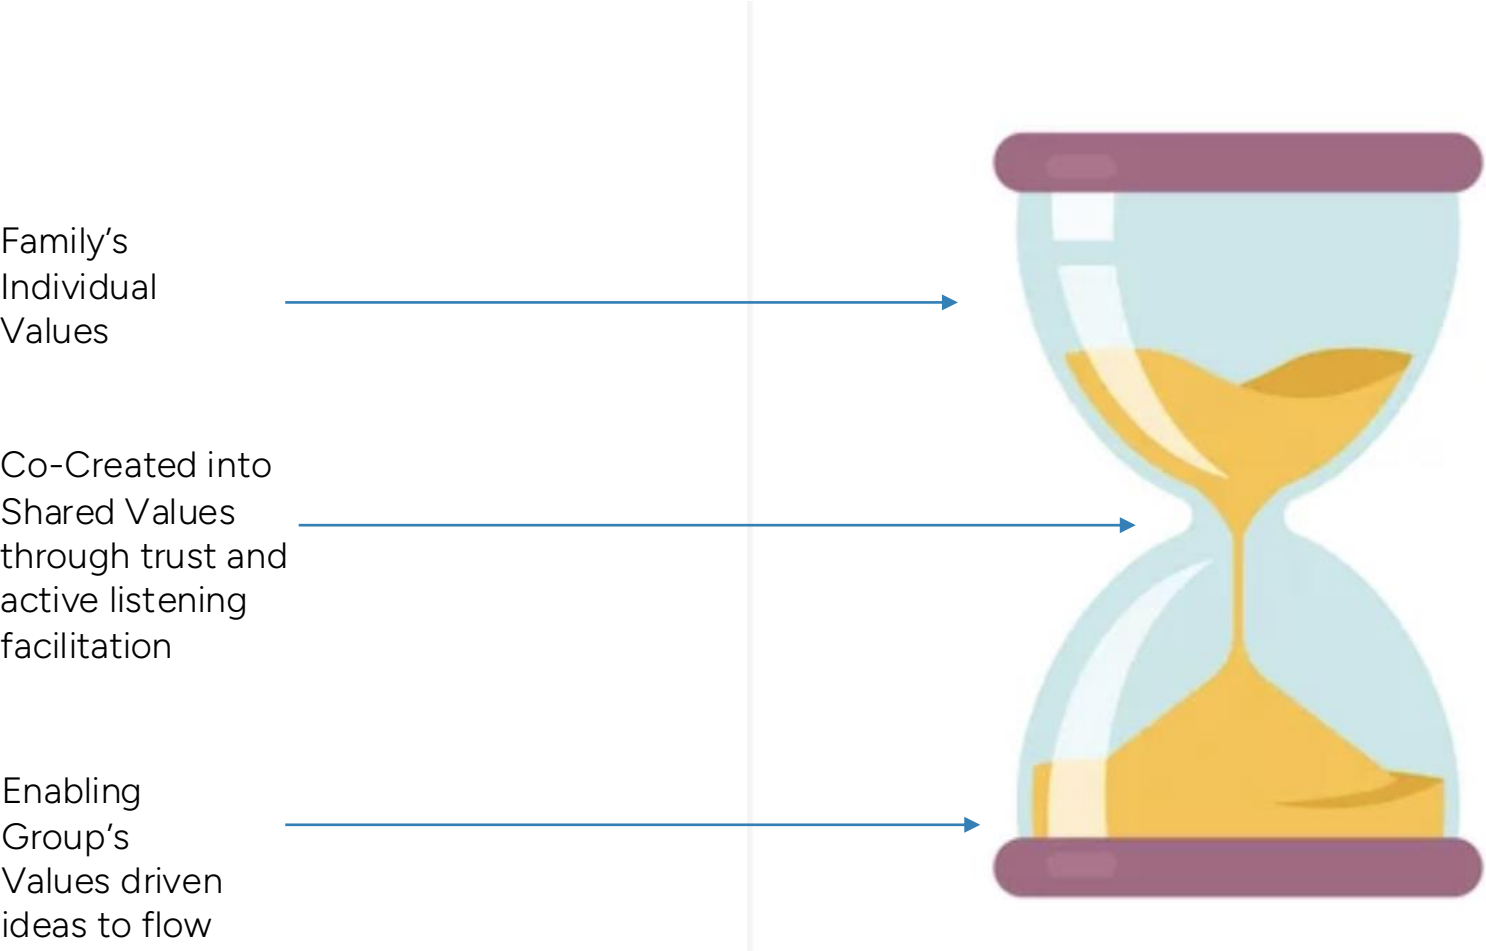 Family’s
Individual
Values
Co-Created into
Shared Values
through trust and
active listening
facilitation
Enabling
Group’s
Values driven
ideas to flow